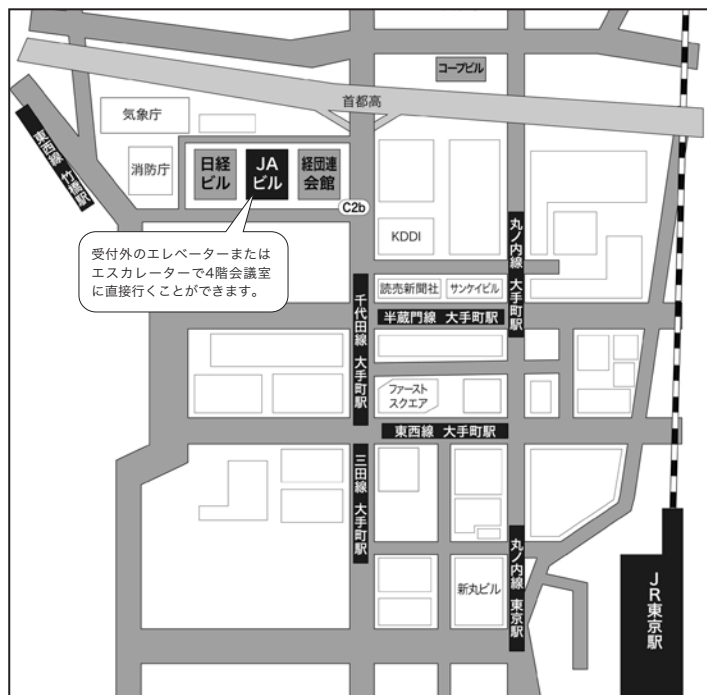 コープビル
首都高
気象庁
東西線 竹橋駅
消防庁
日経
ビル
JA
ビル
経団連
会館
C2b
KDDI
丸ノ内線 大手町駅
受付外のエレベーターまたは
エスカレーターで4階会議室
に直接行くことができます。
読売新聞社
サンケイビル
千代田線 大手町駅
半蔵門線 大手町駅
ファースト
スクエア
東西線 大手町駅
三田線 大手町駅
丸ノ内線 東京駅
新丸ビル
JR東京駅